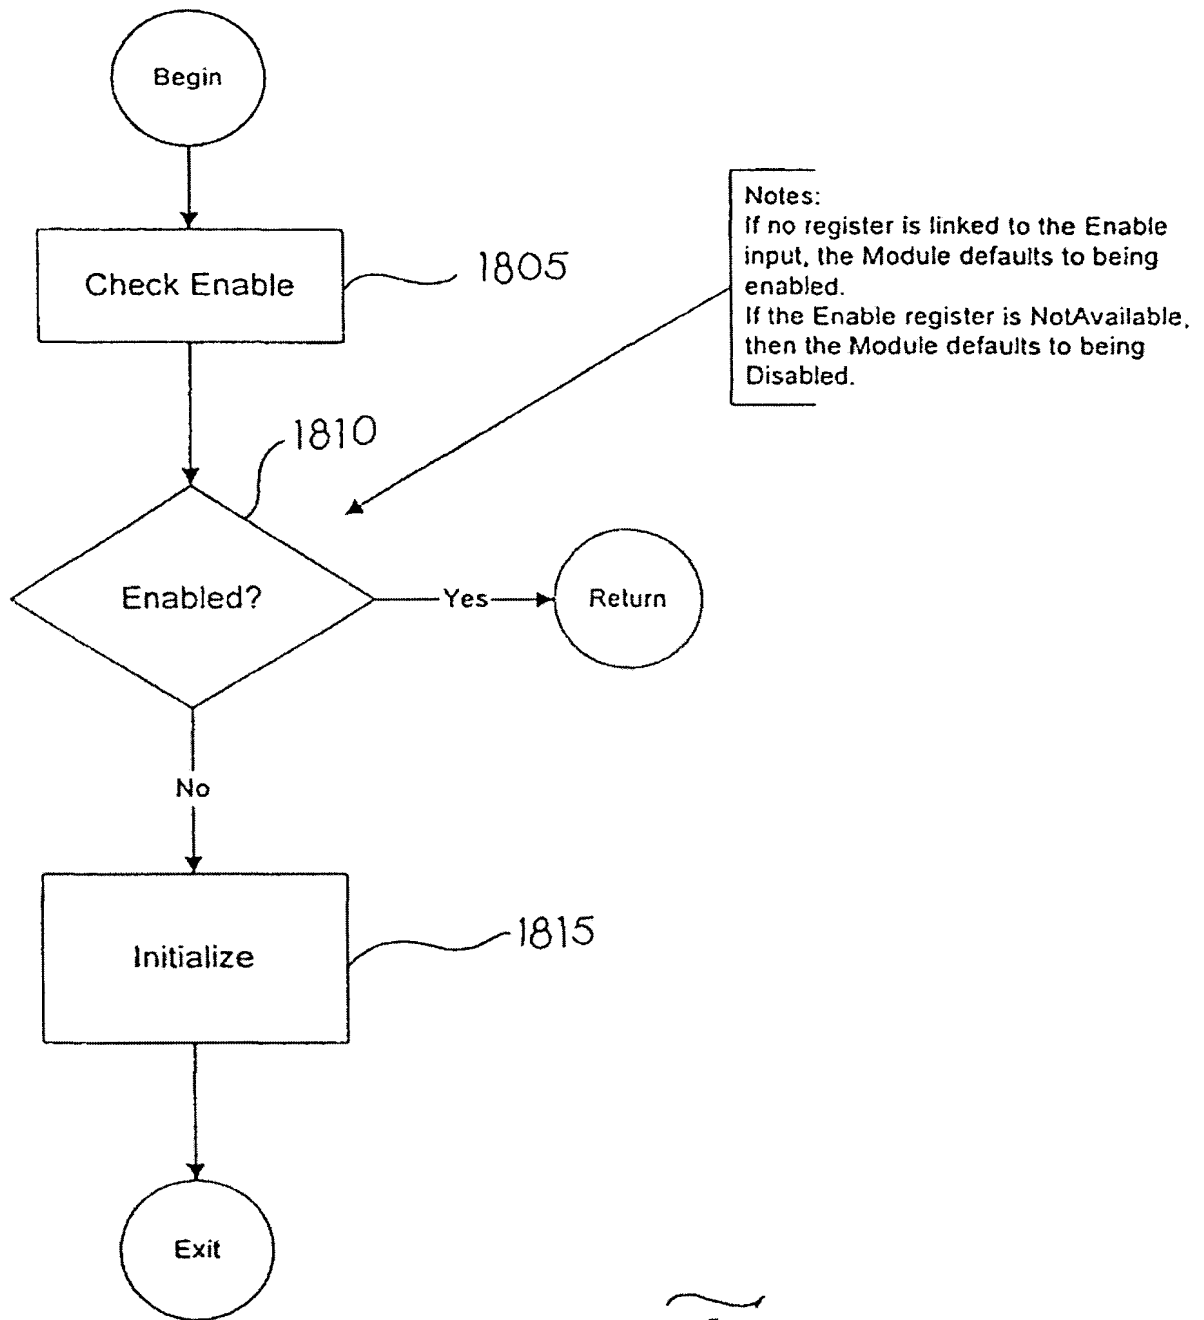 Begin
Check Enable
1805
Notes:
If no register is linked to the Enable
input, the Module defaults to being
enabled.
If the Enable register is NotAvailable,
then the Module defaults to being
Disabled.
1810
Enabled?
Yes
Return
No
Initialize
1815
Exit